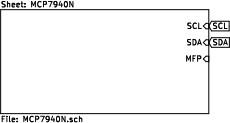 Sheet: MCP7940N
SCL SCL
SDA SDA
MFP
File: MCP7940N.sch